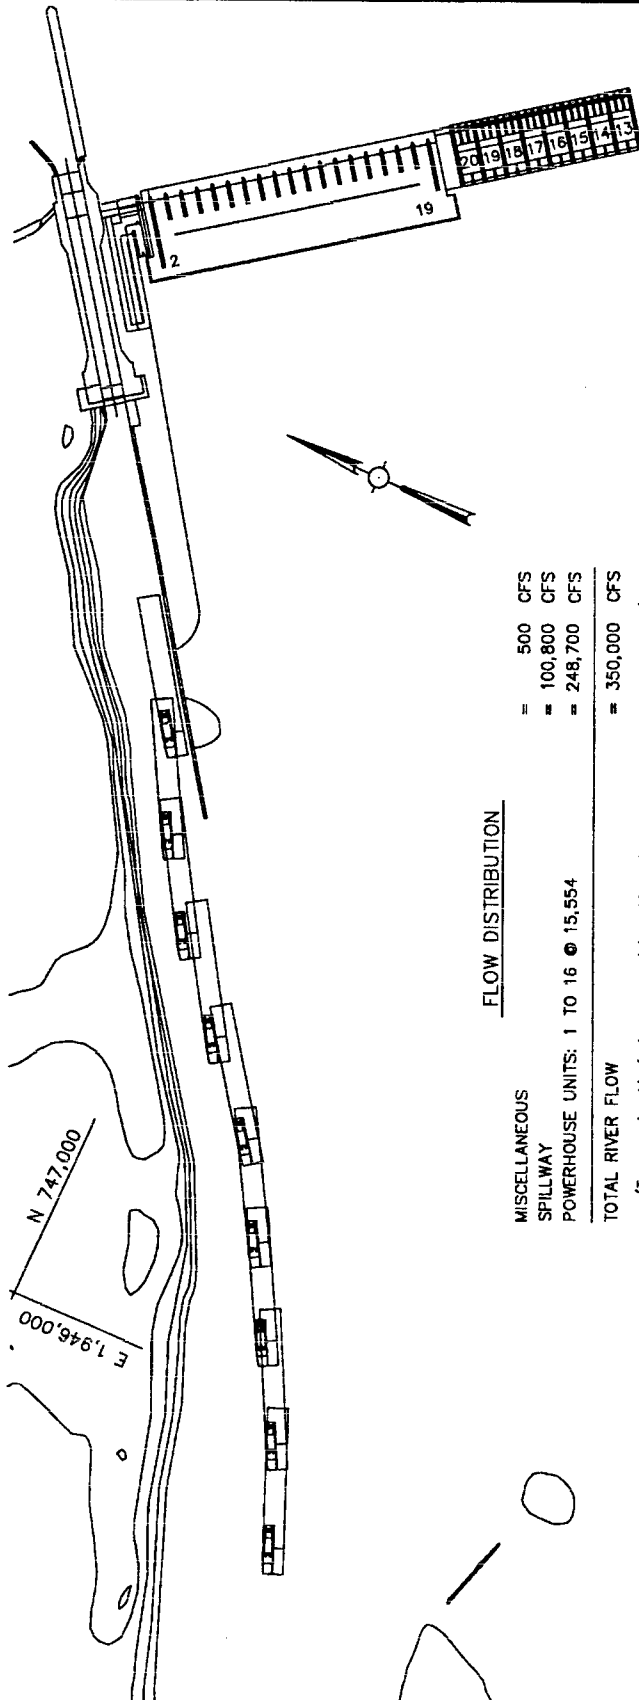 20 19 18 17 16 15 14 13
19
2
N 747,000
E 1,946,000
FLOW DISTRIBUTION
MISCELLANEOUS = 500 CFS
SPILLWAY = 100,800 CFS
POWERHOUSE UNITS: 1 TO 16 @ 15,554 = 248,700 CFS
TOTAL RIVER FLOW = 350,000 CFS